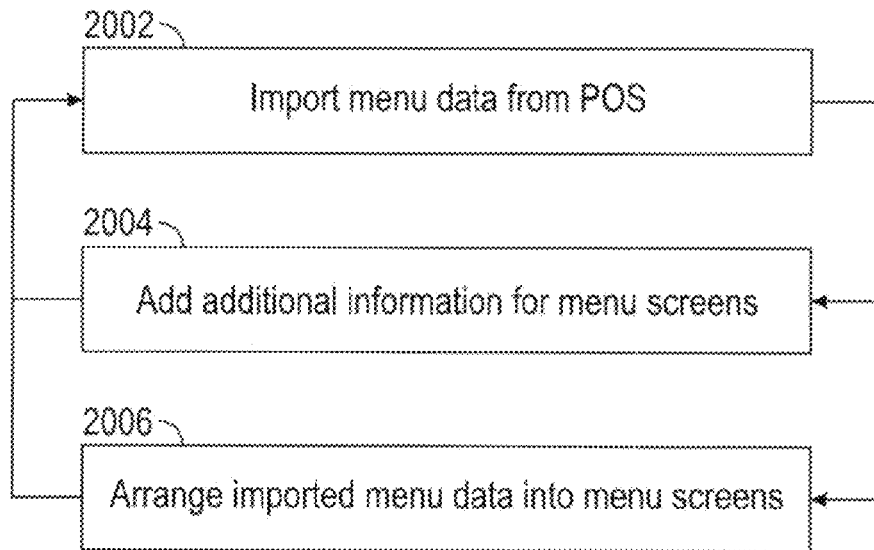 2002
Import menu data from POS
2004
Add additional information for menu screens
2006
Arrange imported menu data into menu screens